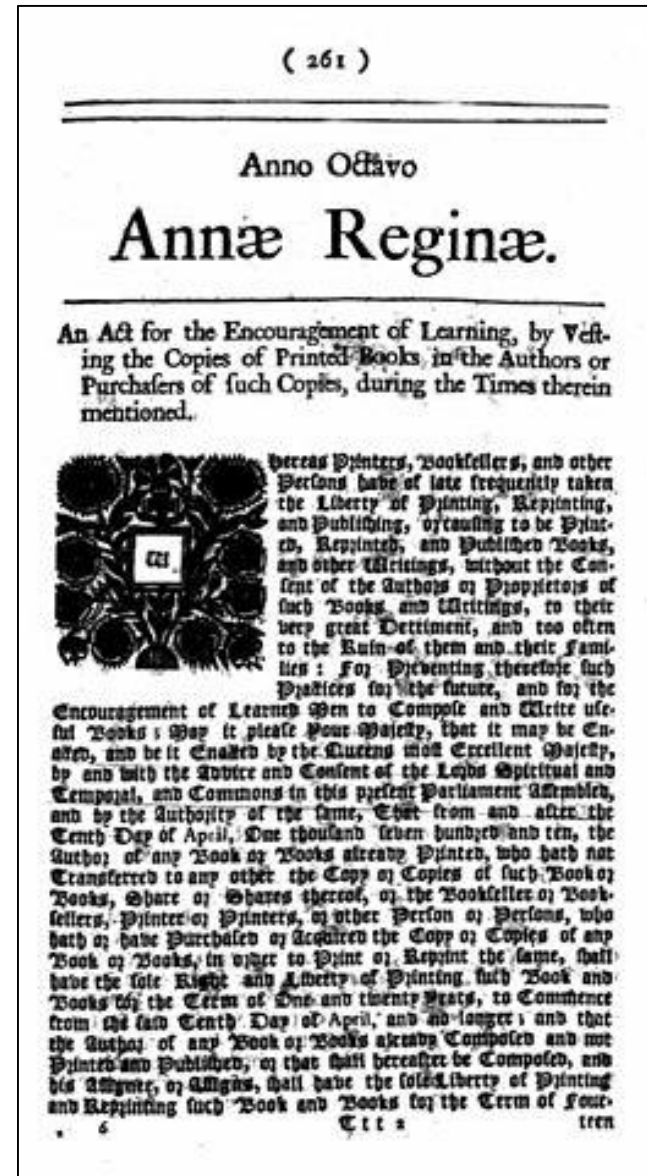 ( 261 )
Anno Octavo
Annæ Reginæ.
An Act for the Encouragement of Learning, by Vest-
ing the Copies of Printed Books in the Authors or
Purchasers of such Copies, during the Times therein
mentioned.
W
hereas Printers, Booksellers, and other
Persons have of late frequently taken
the Liberty of Printing, Reprinting,
and Publishing, or causing to be Print-
ed, Reprinted, and Published Books,
and other Writings, without the Con-
sent of the Authors or Proprietors of
such Books and Writings, to their
very great Detriment, and too often
to the Ruin of them and their Fami-
lies: For Preventing therefore such
Practices for the future, and for the
Encouragement of Learned Men to Compose and Write use-
ful Books; May it please Your Majesty, that it may be En-
acted, and be it Enacted by the Queens most Excellent Majesty,
by and with the Advice and Consent of the Lords Spiritual and
Temporal, and Commons in this present Parliament Assembled,
and by the Authority of the same, That from and after the
Tenth Day of April, One thousand seven hundred and ten, the
Author of any Book or Books already Printed, who hath not
Transferred to any other the Copy or Copies of such Book or
Books, Share or Shares thereof, or the Bookseller or Book-
sellers, Printer or Printers, or other Person or Persons, who
hath or have Purchased or Acquired the Copy or Copies of any
Book or Books, in order to Print or Reprint the same, shall
have the sole Right and Liberty of Printing such Book and
Books for the Term of One and twenty Years, to Commence
from the said Tenth Day of April, and no longer; and that
the Author of any Book or Books already Composed and not
Printed and Published, or that shall hereafter be Composed, and
his Assignee, or Assigns, shall have the sole Liberty of Printing
and Reprinting such Book and Books for the Term of Four-
6 Ttt 2 teen